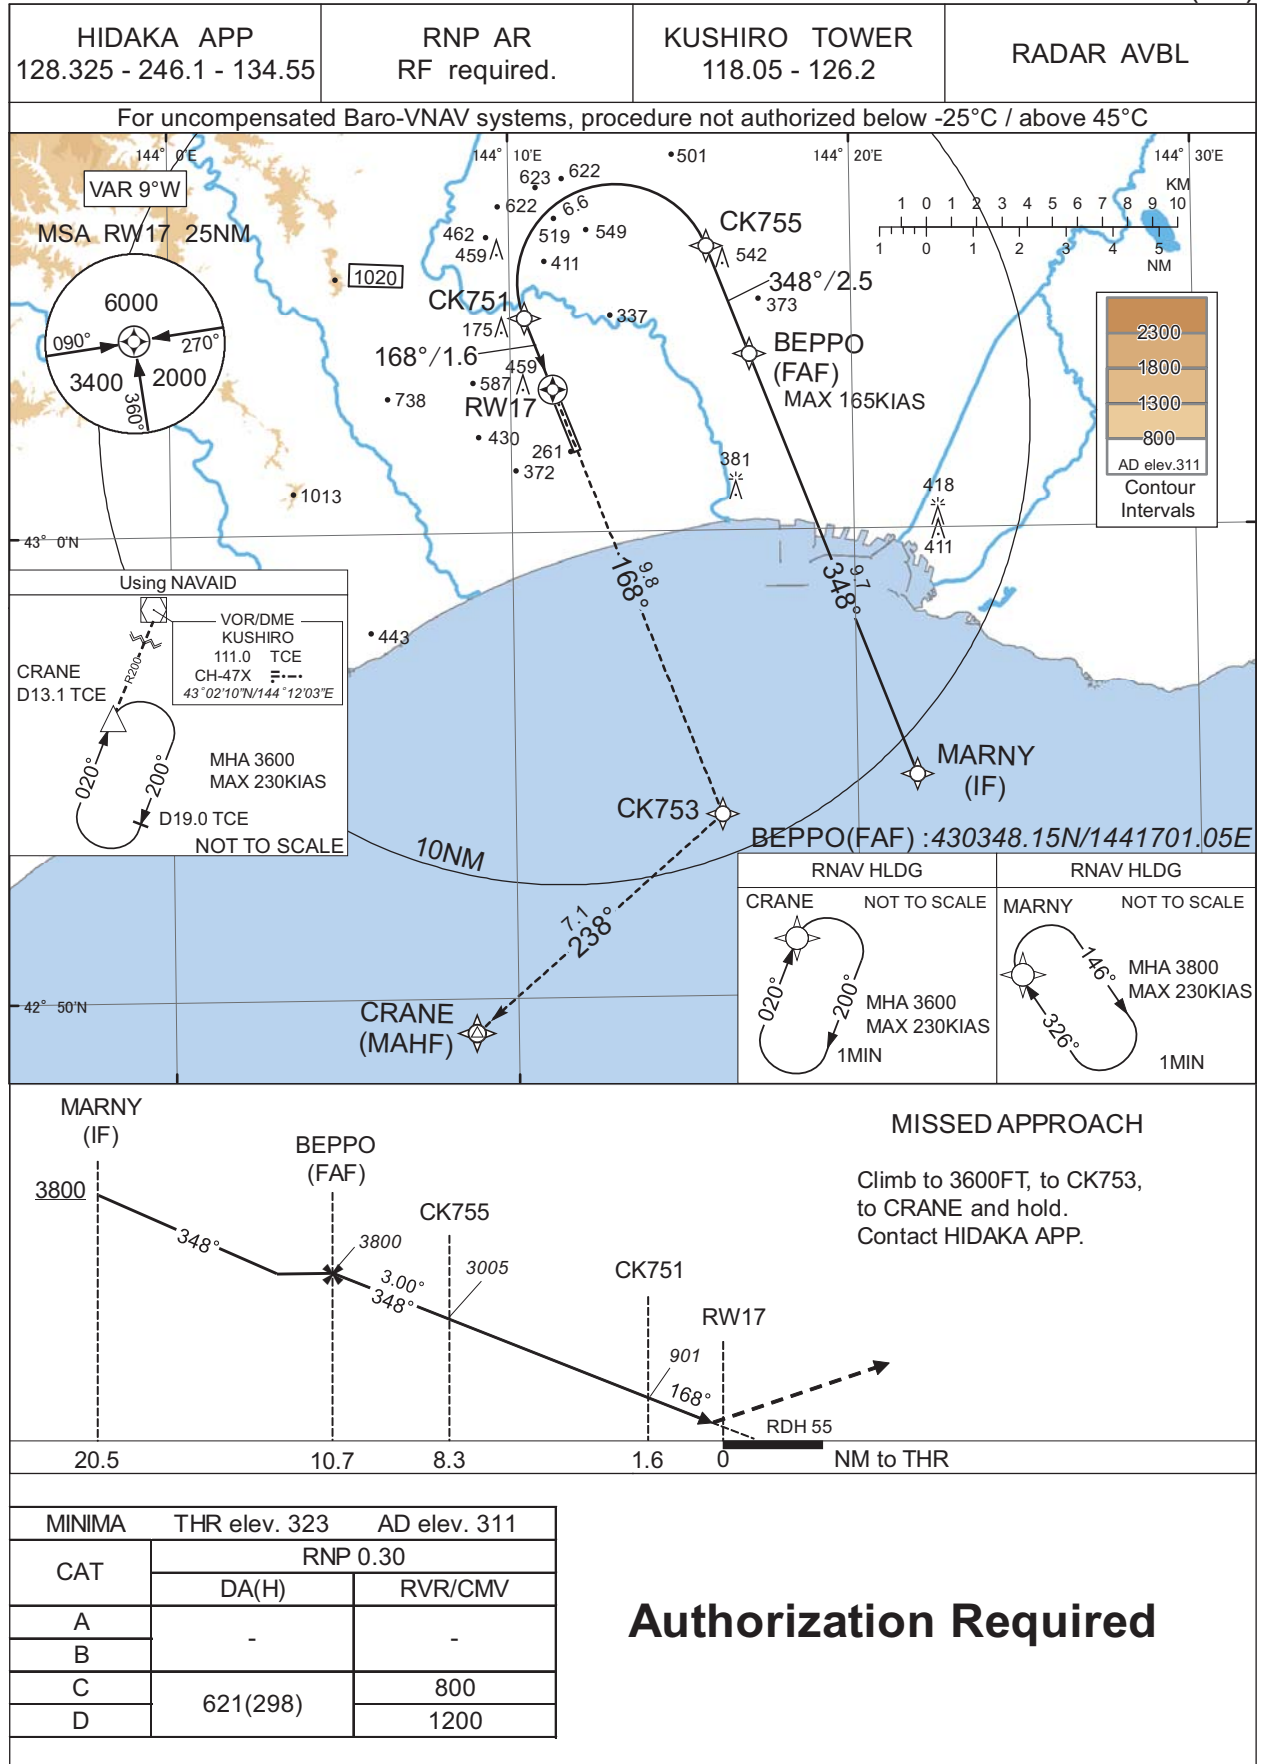 HIDAKA APP
128.325 - 246.1 - 134.55
RNP AR
RF required.
KUSHIRO TOWER
118.05 - 126.2
RADAR AVBL
For uncompensated Baro-VNAV systems, procedure not authorized below -25°C / above 45°C
144° 0'E
144° 10'E
144° 20'E
144° 30'E
VAR 9°W
MSA RW17 25NM
6000
090°
270°
3400
2000
360°
1020
501
623
622
622
6.6
519
549
462
459
411
CK755
542
348°/2.5
373
KM
1 0 1 2 3 4 5 6 7 8 9 10
1 0 1 2 3 4 5
NM
CK751
175
337
168°/1.6
459
587
RW17
738
430
261
372
1013
BEPPO
(FAF)
MAX 165KIAS
2300
1800
1300
800
AD elev.311
Contour
Intervals
381
418
411
43° 0'N
9.8
168°
9.7
348°
Using NAVAID
VOR/DME
KUSHIRO
111.0 TCE
CH-47X
43°02'10"N/144°12'03"E
R200
CRANE
D13.1 TCE
020°
200°
MHA 3600
MAX 230KIAS
D19.0 TCE
NOT TO SCALE
443
MARNY
(IF)
CK753
BEPPO(FAF) :430348.15N/1441701.05E
10NM
7.1
238°
42° 50'N
CRANE
(MAHF)
RNAV HLDG
CRANE
NOT TO SCALE
020°
200°
MHA 3600
MAX 230KIAS
1MIN
RNAV HLDG
MARNY
NOT TO SCALE
146°
326°
MHA 3800
MAX 230KIAS
1MIN
MARNY
(IF)
BEPPO
(FAF)
CK755
CK751
RW17
3800
348°
3800
3.00°
348°
3005
901
168°
RDH 55
20.5
10.7
8.3
1.6
0
NM to THR
MISSED APPROACH
Climb to 3600FT, to CK753,
to CRANE and hold.
Contact HIDAKA APP.
MINIMA THR elev. 323 AD elev. 311
CAT
RNP 0.30
DA(H) RVR/CMV
A
B
- -
C
D
621(298)
800
1200
Authorization Required